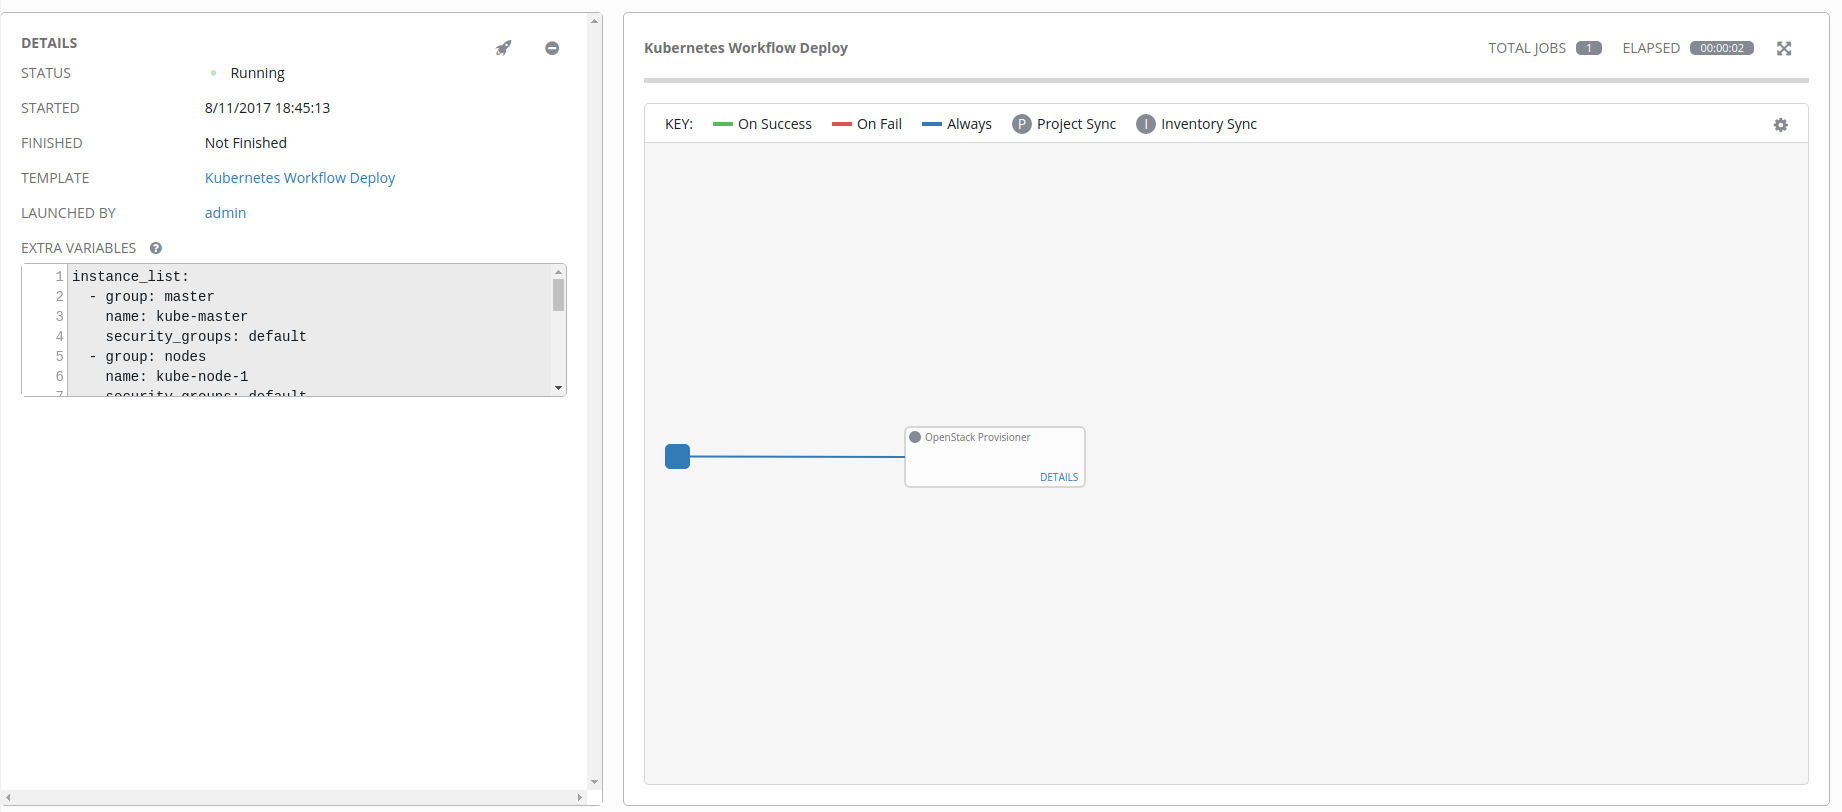 DETAILS
STATUS Running
STARTED 8/11/2017 18:45:13
FINISHED Not Finished
TEMPLATE Kubernetes Workflow Deploy
LAUNCHED BY admin
EXTRA VARIABLES ?
1 instance_list:
2 - group: master
3 name: kube-master
4 security_groups: default
5 - group: nodes
6 name: kube-node-1
7 security_groups: default
Kubernetes Workflow Deploy TOTAL JOBS 1 ELAPSED 00:00:02
KEY: On Success On Fail Always P Project Sync I Inventory Sync
OpenStack Provisioner
DETAILS